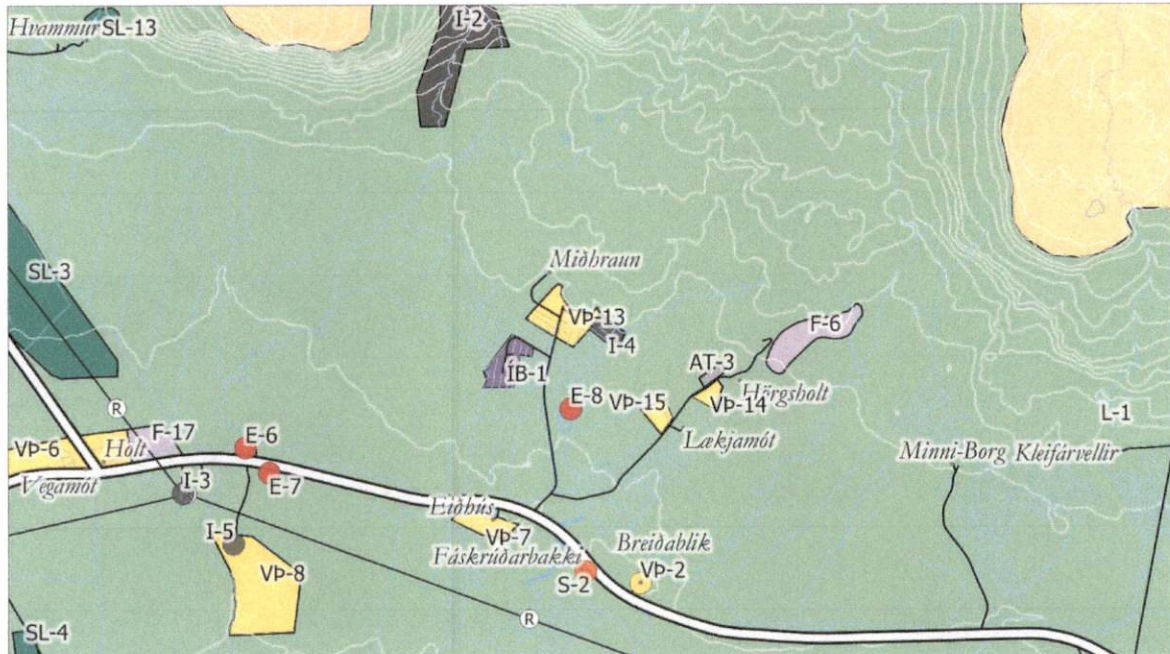 Hvammur SL-13
I-2
SL-3
Miðhraun
VÞ-13
I-4
F-6
ÍB-1
AT-3
E-8
VÞ-15
VÞ-14
Hörgsholt
L-1
R
Lækjamót
VÞ-6
Holt
F-17
E-6
Minni-Borg
Kleifárvellir
Vegamót
I-3
E-7
Eiðhús
I-5
VÞ-7
Breiðablik
Fáskrúðarbakki
VÞ-8
S-2
VÞ-2
R
SL-4